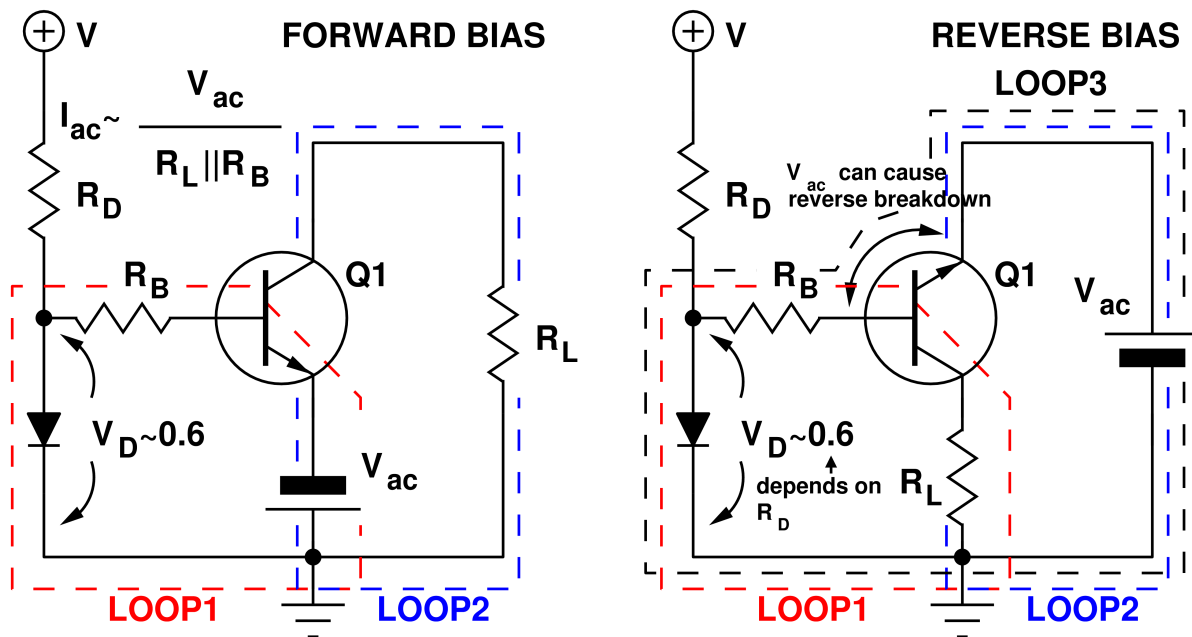 + V
FORWARD BIAS
V ac
I ac ~
R L || R B
R D
R B
Q1
R L
V D ~0.6
V ac
LOOP1
LOOP2
+ V
REVERSE BIAS
LOOP3
V ac can cause
reverse breakdown
R D
R B
Q1
V ac
V D ~0.6
depends on
R D
R L
LOOP1
LOOP2